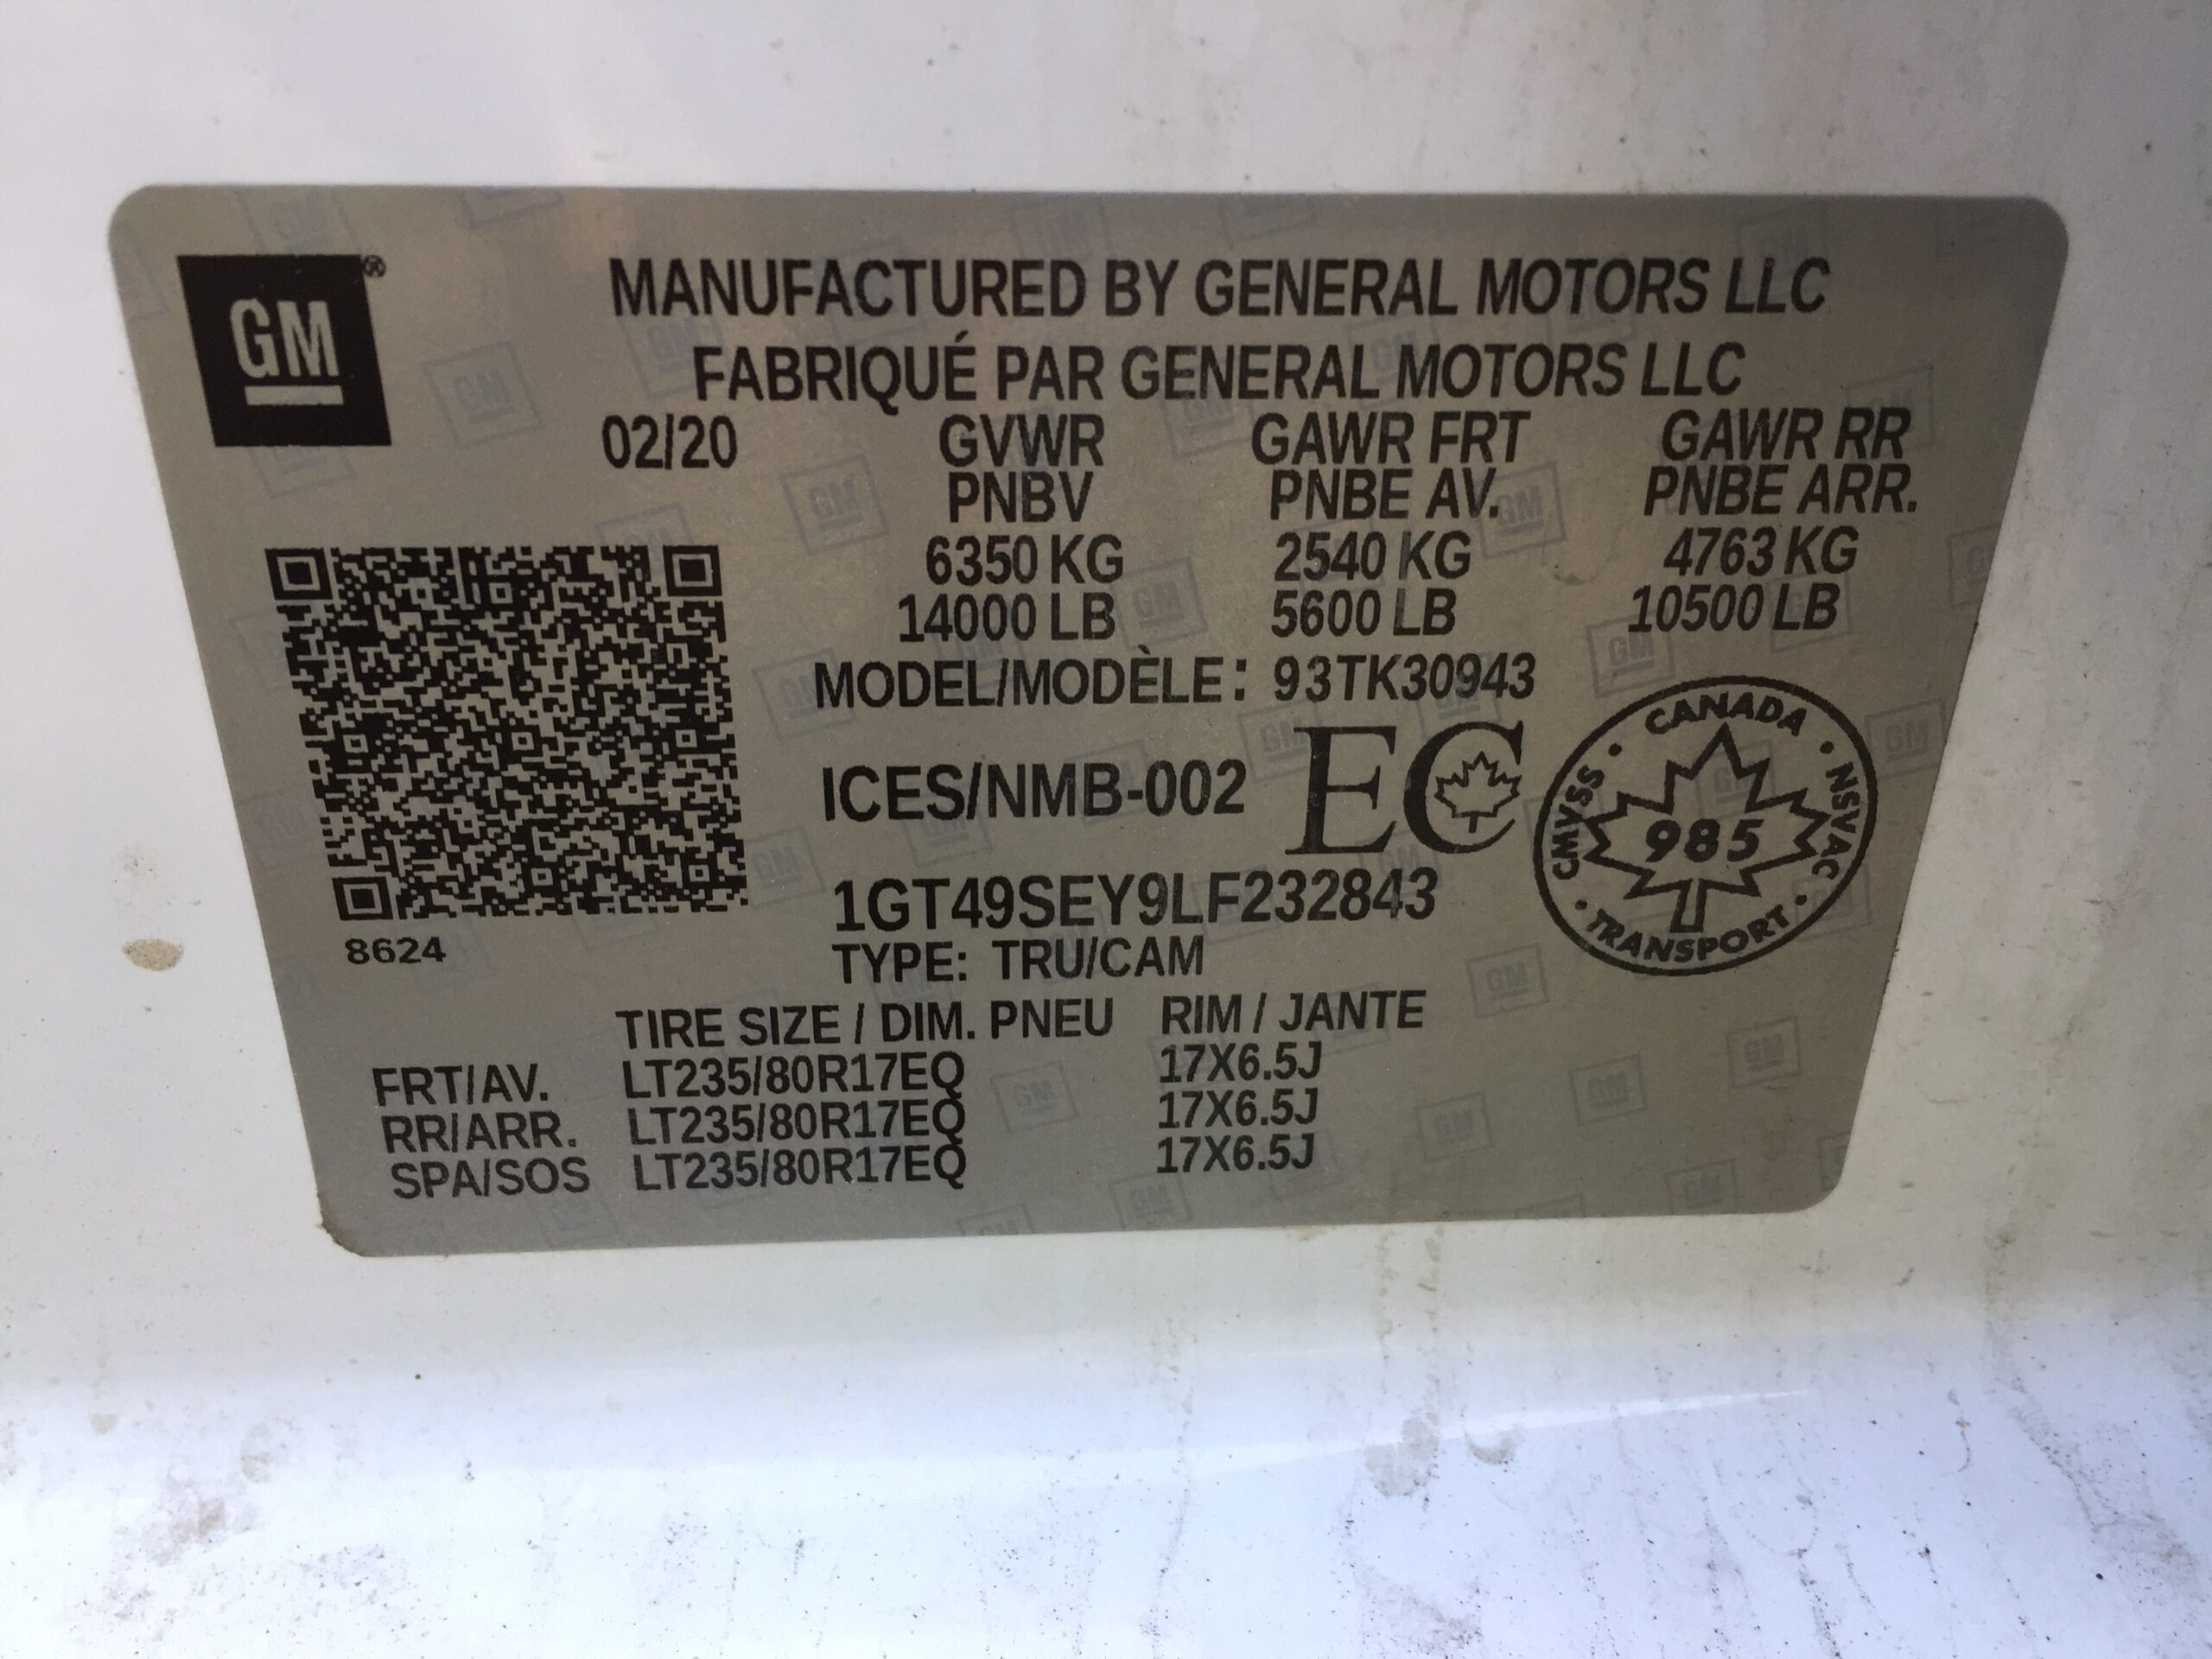 GM®
MANUFACTURED BY GENERAL MOTORS LLC
FABRIQUÉ PAR GENERAL MOTORS LLC
02/20 GVWR GAWR FRT GAWR RR
PNBV PNBE AV. PNBE ARR.
6350 KG 2540 KG 4763 KG
14000 LB 5600 LB 10500 LB
MODEL/MODÈLE: 93TK30943
ICES/NMB-002 EC
CANADA
CMVSS 985 NSVAC
TRANSPORT
1GT49SEY9LF232843
8624
TYPE: TRU/CAM
TIRE SIZE / DIM. PNEU RIM / JANTE
FRT/AV. LT235/80R17EQ 17X6.5J
RR/ARR. LT235/80R17EQ 17X6.5J
SPA/SOS LT235/80R17EQ 17X6.5J